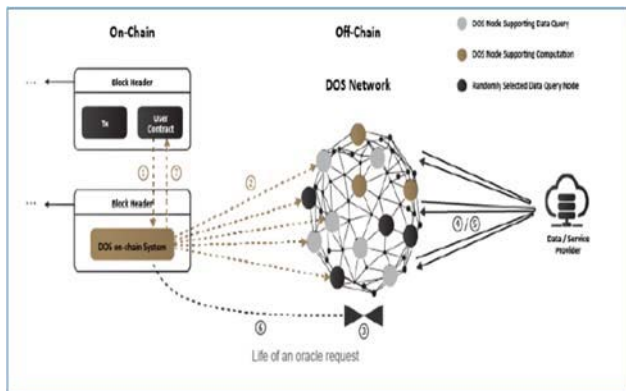 On-Chain
Off-Chain
DOS Node Supporting Data Query
DOS Node Supporting Computation
Randomly Selected Data Query Node
Block Header
DOS Network
Tx
User
Contract
①
⑦
②
Block Header
DOS on-chain System
④ / ⑤
Data / Service
Provider
⑥
③
Life of an oracle request